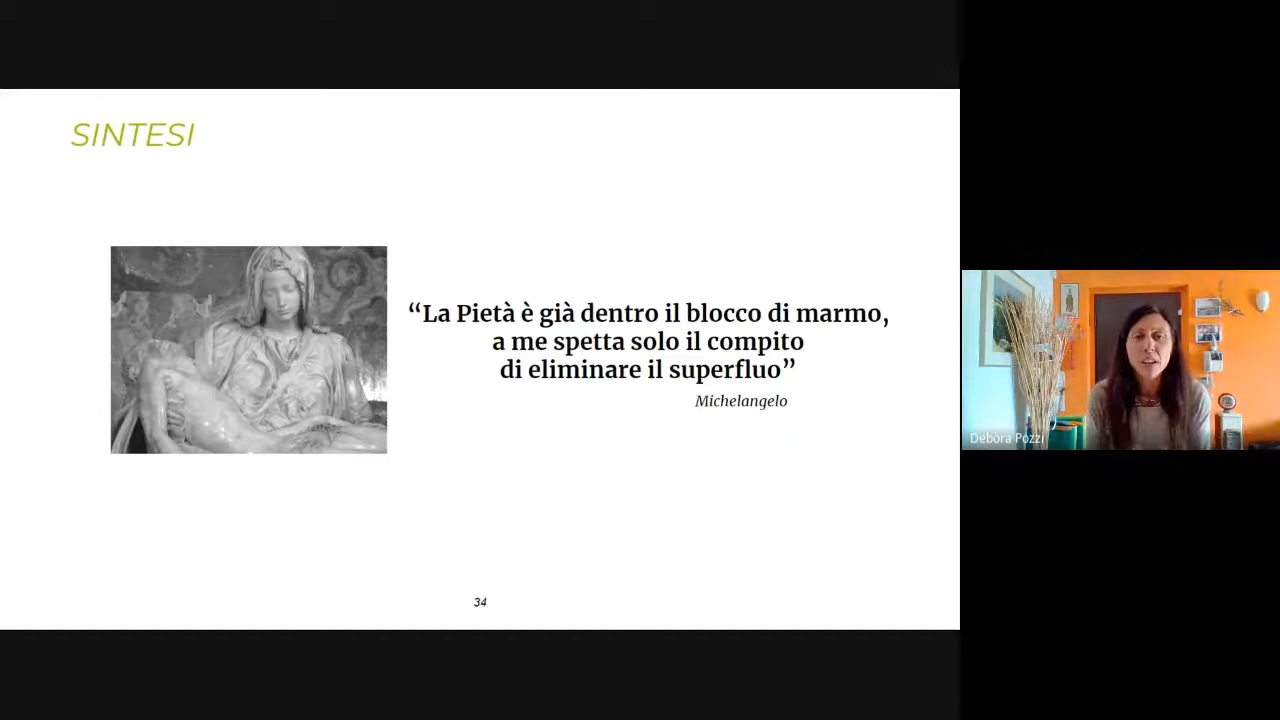 SINTESI
“La Pietà è già dentro il blocco di marmo,
a me spetta solo il compito
di eliminare il superfluo”
Michelangelo
34
Debora Pozzi